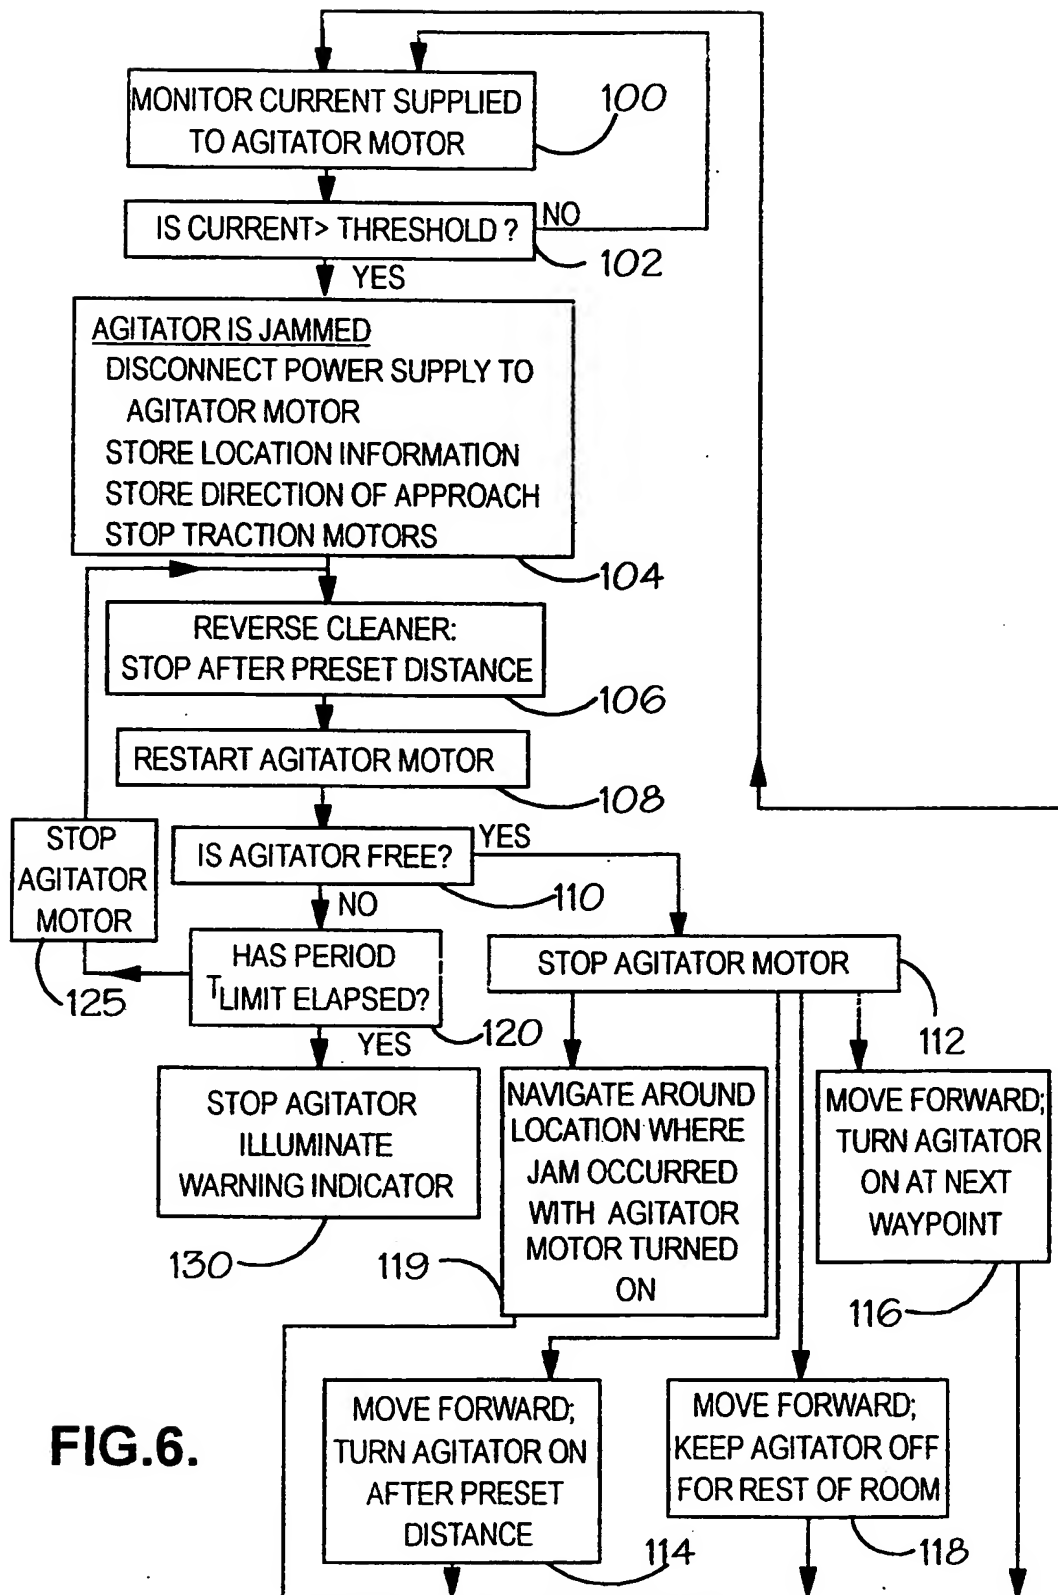 MONITOR CURRENT SUPPLIED
TO AGITATOR MOTOR
100
IS CURRENT> THRESHOLD ?
NO
102
YES
AGITATOR IS JAMMED
DISCONNECT POWER SUPPLY TO
AGITATOR MOTOR
STORE LOCATION INFORMATION
STORE DIRECTION OF APPROACH
STOP TRACTION MOTORS
104
REVERSE CLEANER:
STOP AFTER PRESET DISTANCE
106
RESTART AGITATOR MOTOR
108
STOP
AGITATOR
MOTOR
125
IS AGITATOR FREE?
YES
110
NO
HAS PERIOD
TLIMIT ELAPSED?
120
YES
STOP AGITATOR
ILLUMINATE
WARNING INDICATOR
130
STOP AGITATOR MOTOR
112
NAVIGATE AROUND
LOCATION WHERE
JAM OCCURRED
WITH AGITATOR
MOTOR TURNED
ON
119
MOVE FORWARD;
TURN AGITATOR
ON AT NEXT
WAYPOINT
116
MOVE FORWARD;
TURN AGITATOR ON
AFTER PRESET
DISTANCE
114
MOVE FORWARD;
KEEP AGITATOR OFF
FOR REST OF ROOM
118
FIG.6.